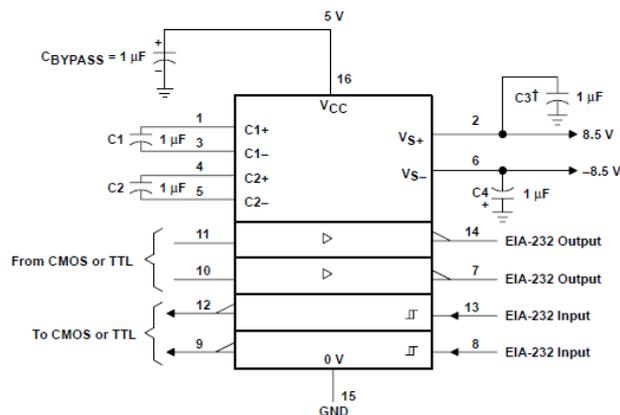 5 V
CBYPASS = 1 µF
+
–
16
VCC
C3† 1 µF
1
C1+
2
VS+
8.5 V
C1 1 µF
3
C1–
4
C2+
6
VS–
–8.5 V
C2 1 µF
5
C2–
C4
+
1 µF
From CMOS or TTL
11
14
EIA-232 Output
10
7
EIA-232 Output
To CMOS or TTL
12
13
EIA-232 Input
9
8
EIA-232 Input
0 V
15
GND